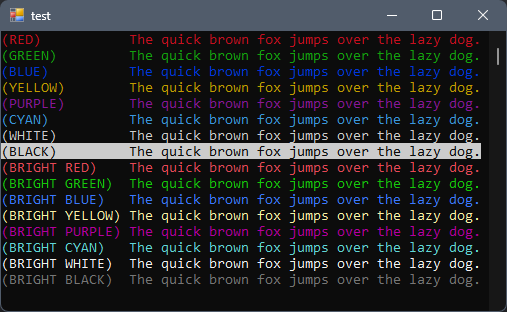 test
(RED)           The quick brown fox jumps over the lazy dog.
(GREEN)         The quick brown fox jumps over the lazy dog.
(BLUE)          The quick brown fox jumps over the lazy dog.
(YELLOW)        The quick brown fox jumps over the lazy dog.
(PURPLE)        The quick brown fox jumps over the lazy dog.
(CYAN)          The quick brown fox jumps over the lazy dog.
(WHITE)         The quick brown fox jumps over the lazy dog.
(BLACK)         The quick brown fox jumps over the lazy dog.
(BRIGHT RED)    The quick brown fox jumps over the lazy dog.
(BRIGHT GREEN)  The quick brown fox jumps over the lazy dog.
(BRIGHT BLUE)   The quick brown fox jumps over the lazy dog.
(BRIGHT YELLOW) The quick brown fox jumps over the lazy dog.
(BRIGHT PURPLE) The quick brown fox jumps over the lazy dog.
(BRIGHT CYAN)   The quick brown fox jumps over the lazy dog.
(BRIGHT WHITE)  The quick brown fox jumps over the lazy dog.
(BRIGHT BLACK)  The quick brown fox jumps over the lazy dog.